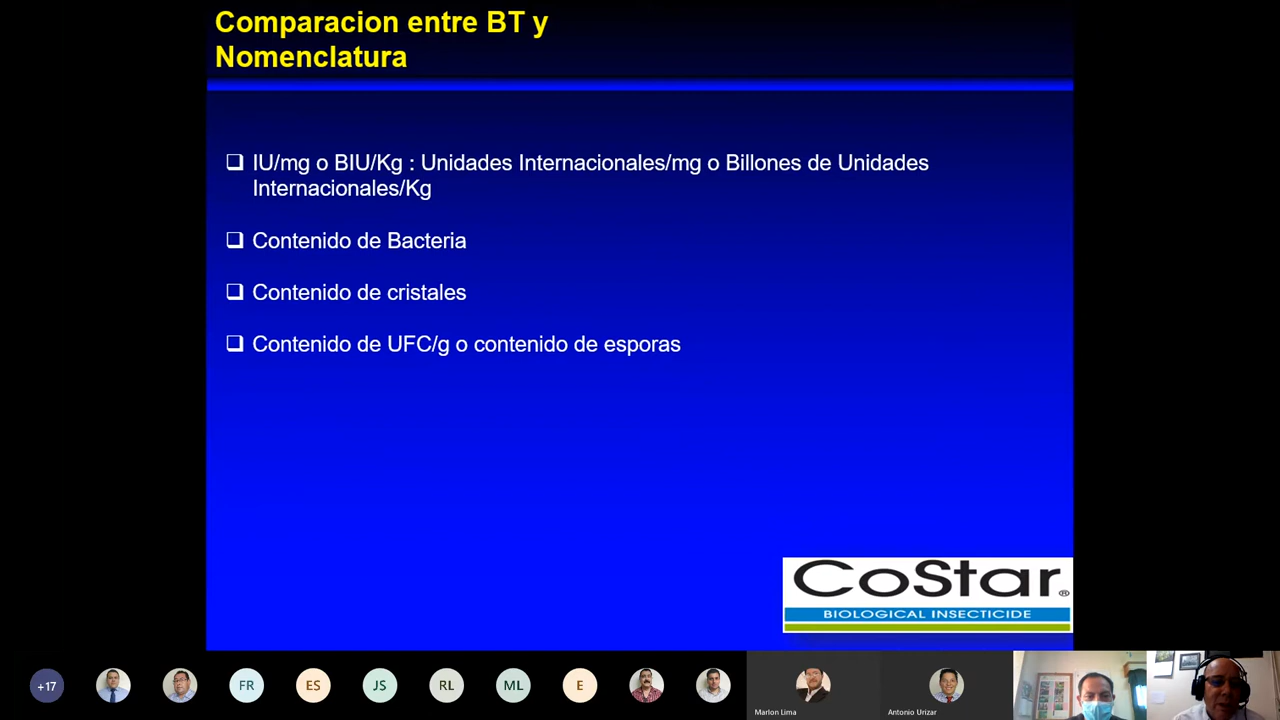 Comparacion entre BT y
Nomenclatura
❑ IU/mg o BIU/Kg : Unidades Internacionales/mg o Billones de Unidades
Internacionales/Kg
❑ Contenido de Bacteria
❑ Contenido de cristales
❑ Contenido de UFC/g o contenido de esporas
CoStar®
BIOLOGICAL INSECTICIDE
+17
FR
ES
JS
RL
ML
E
Marlon Lima
Antonio Urizar